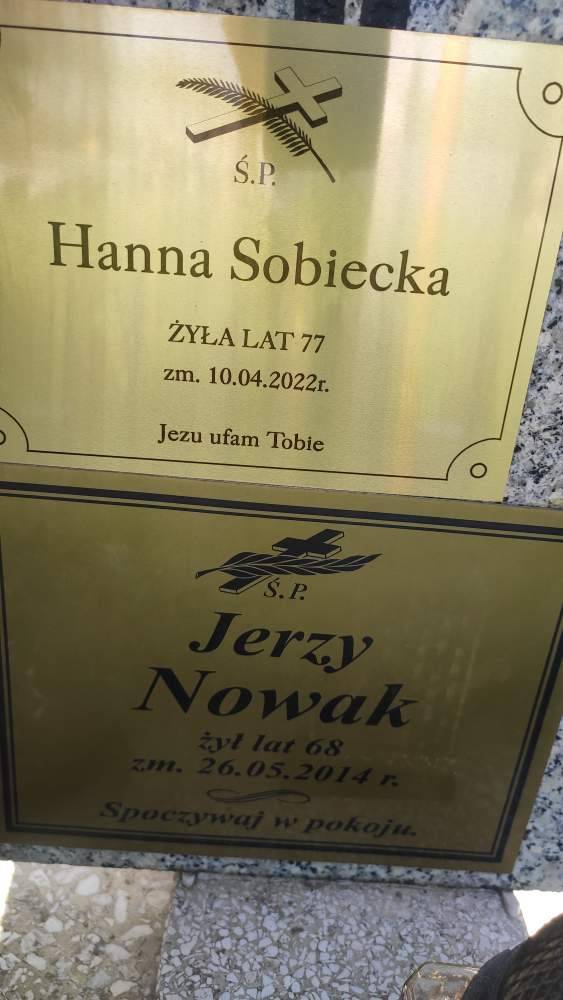 Ś.P.
Hanna Sobiecka
ŻYŁA LAT 77
zm. 10.04.2022r.
Jezu ufam Tobie
Ś.P.
Jerzy
Nowak
żył lat 68
zm. 26.05.2014 r.
Spoczywaj w pokoju.